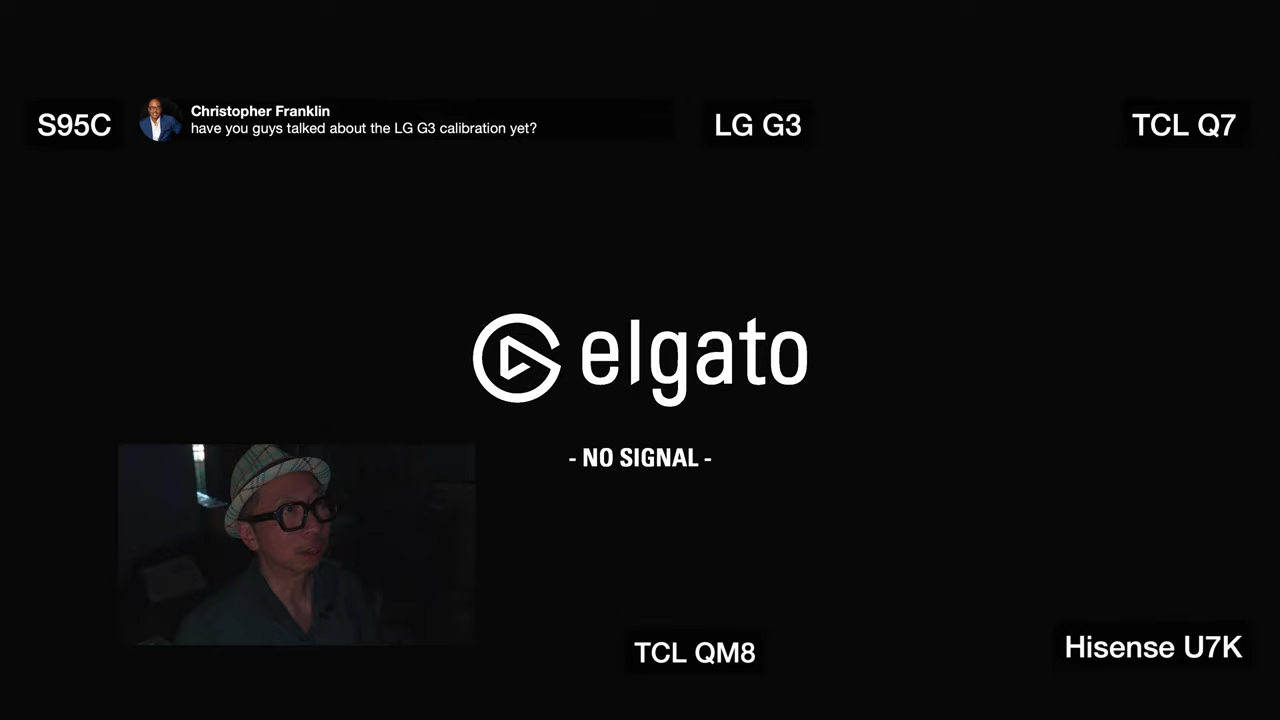 S95C
Christopher Franklin
have you guys talked about the LG G3 calibration yet?
LG G3
TCL Q7
elgato
- NO SIGNAL -
TCL QM8
Hisense U7K